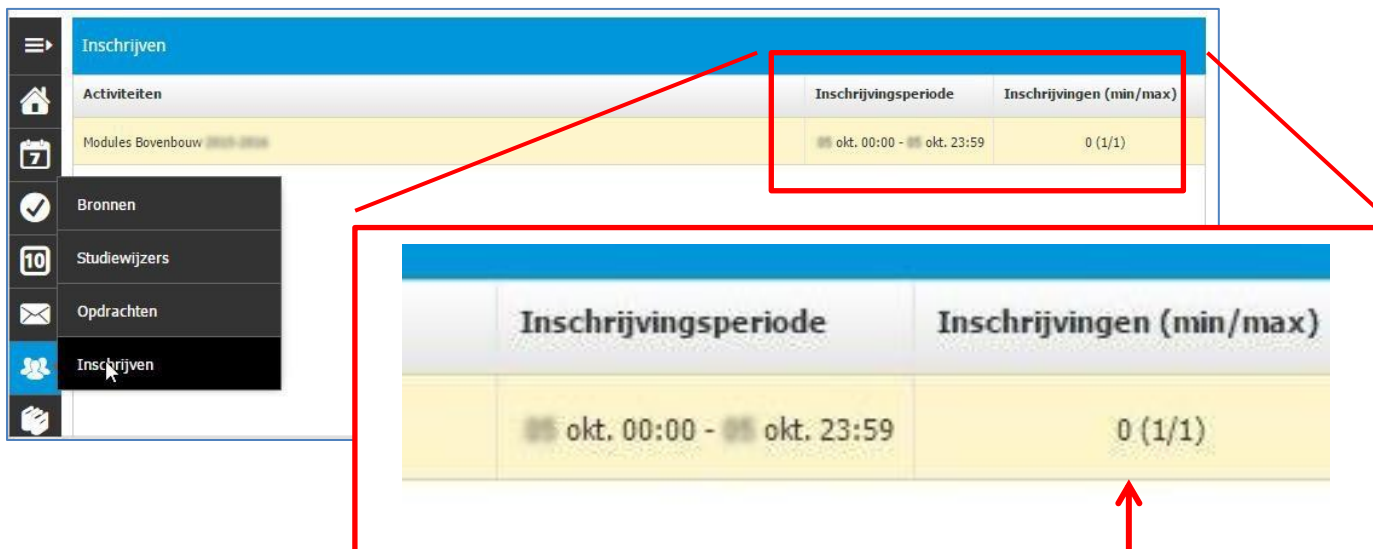 Inschrijven
Activiteiten Inschrijvingsperiode Inschrijvingen (min/max)
Modules Bovenbouw okt. 00:00 - okt. 23:59 0 (1/1)
7
Bronnen
10 Studiewijzers
Opdrachten
Inschrijven
Inschrijvingsperiode Inschrijvingen (min/max)
okt. 00:00 - okt. 23:59 0 (1/1)